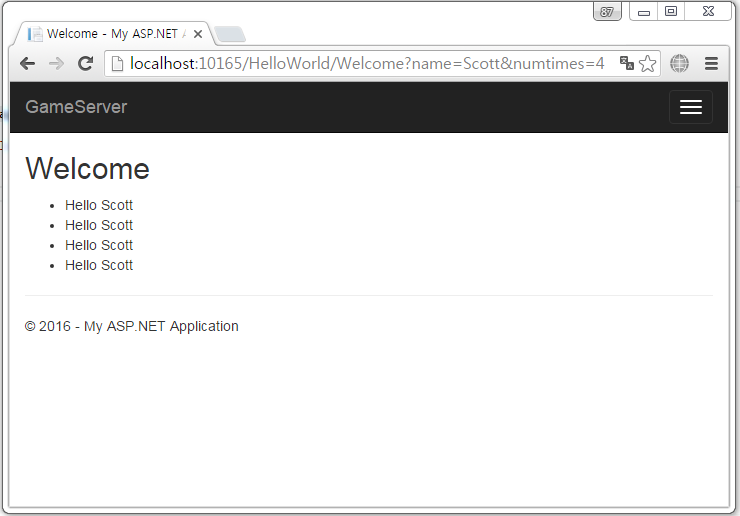 87
Welcome - My ASP.NET A
localhost:10165/HelloWorld/Welcome?name=Scott&numtimes=4
GameServer
Welcome
Hello Scott
Hello Scott
Hello Scott
Hello Scott
© 2016 - My ASP.NET Application